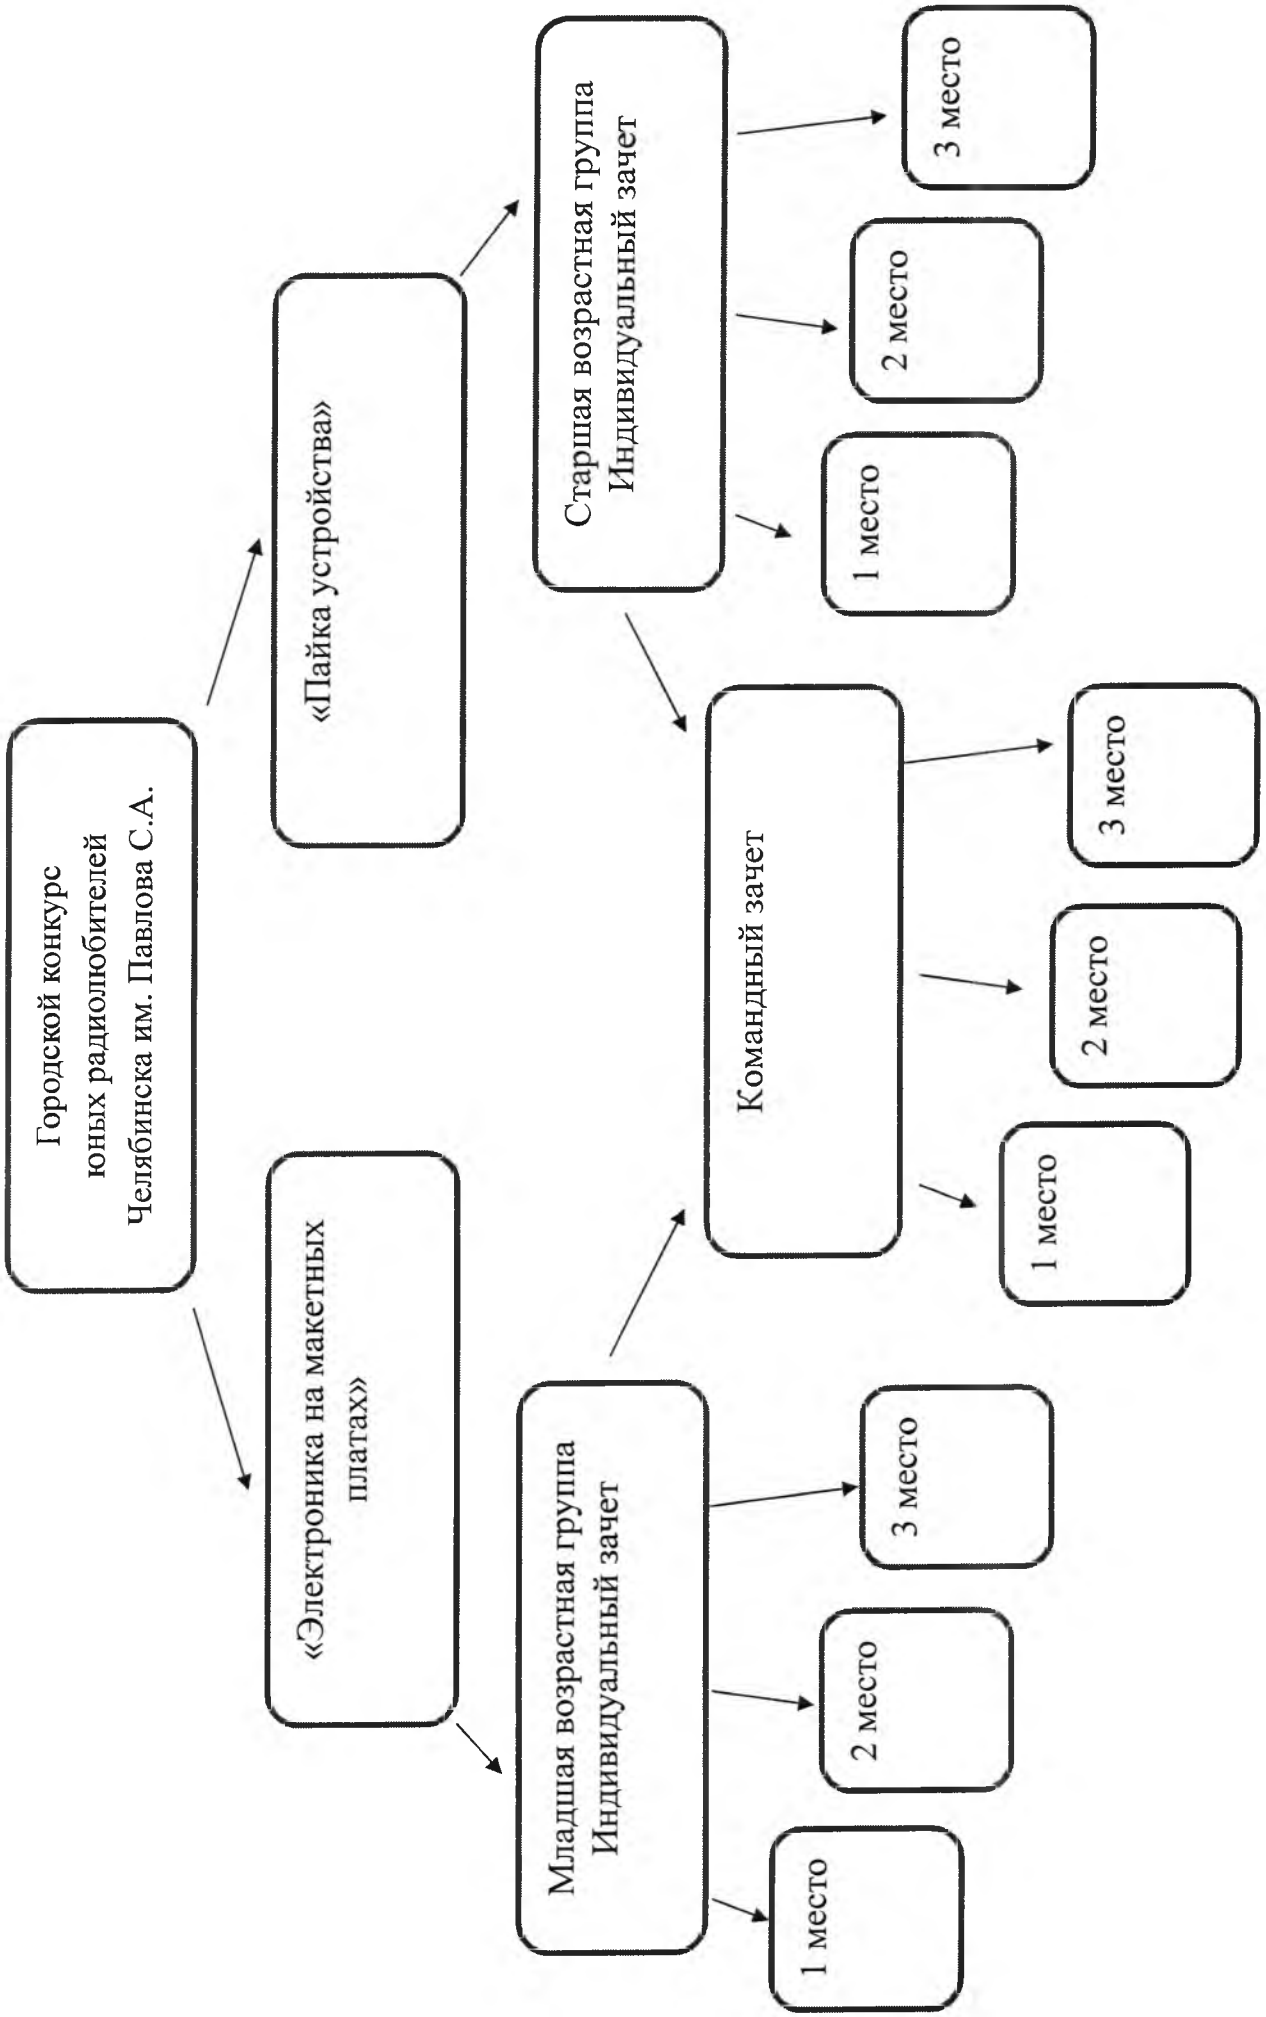 Городской конкурс
юных радиолюбителей
Челябинска им. Павлова С.А.
«Электроника на макетных
платах»
«Пайка устройства»
Младшая возрастная группа
Индивидуальный зачет
Старшая возрастная группа
Индивидуальный зачет
Командный зачет
1 место
2 место
3 место
1 место
2 место
3 место
1 место
2 место
3 место